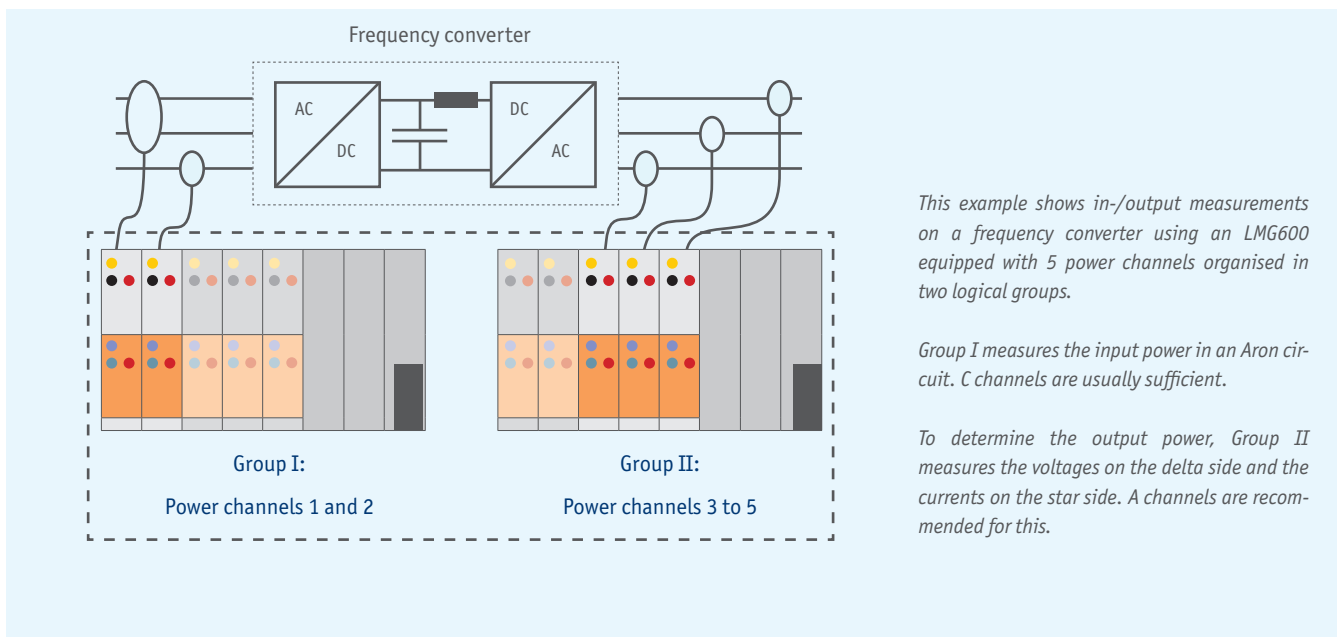 Frequency converter
AC
DC
DC
AC
Group I:
Power channels 1 and 2
Group II:
Power channels 3 to 5
This example shows in-/output measurements
on a frequency converter using an LMG600
equipped with 5 power channels organised in
two logical groups.
Group I measures the input power in an Aron cir-
cuit. C channels are usually sufficient.
To determine the output power, Group II
measures the voltages on the delta side and the
currents on the star side. A channels are recom-
mended for this.